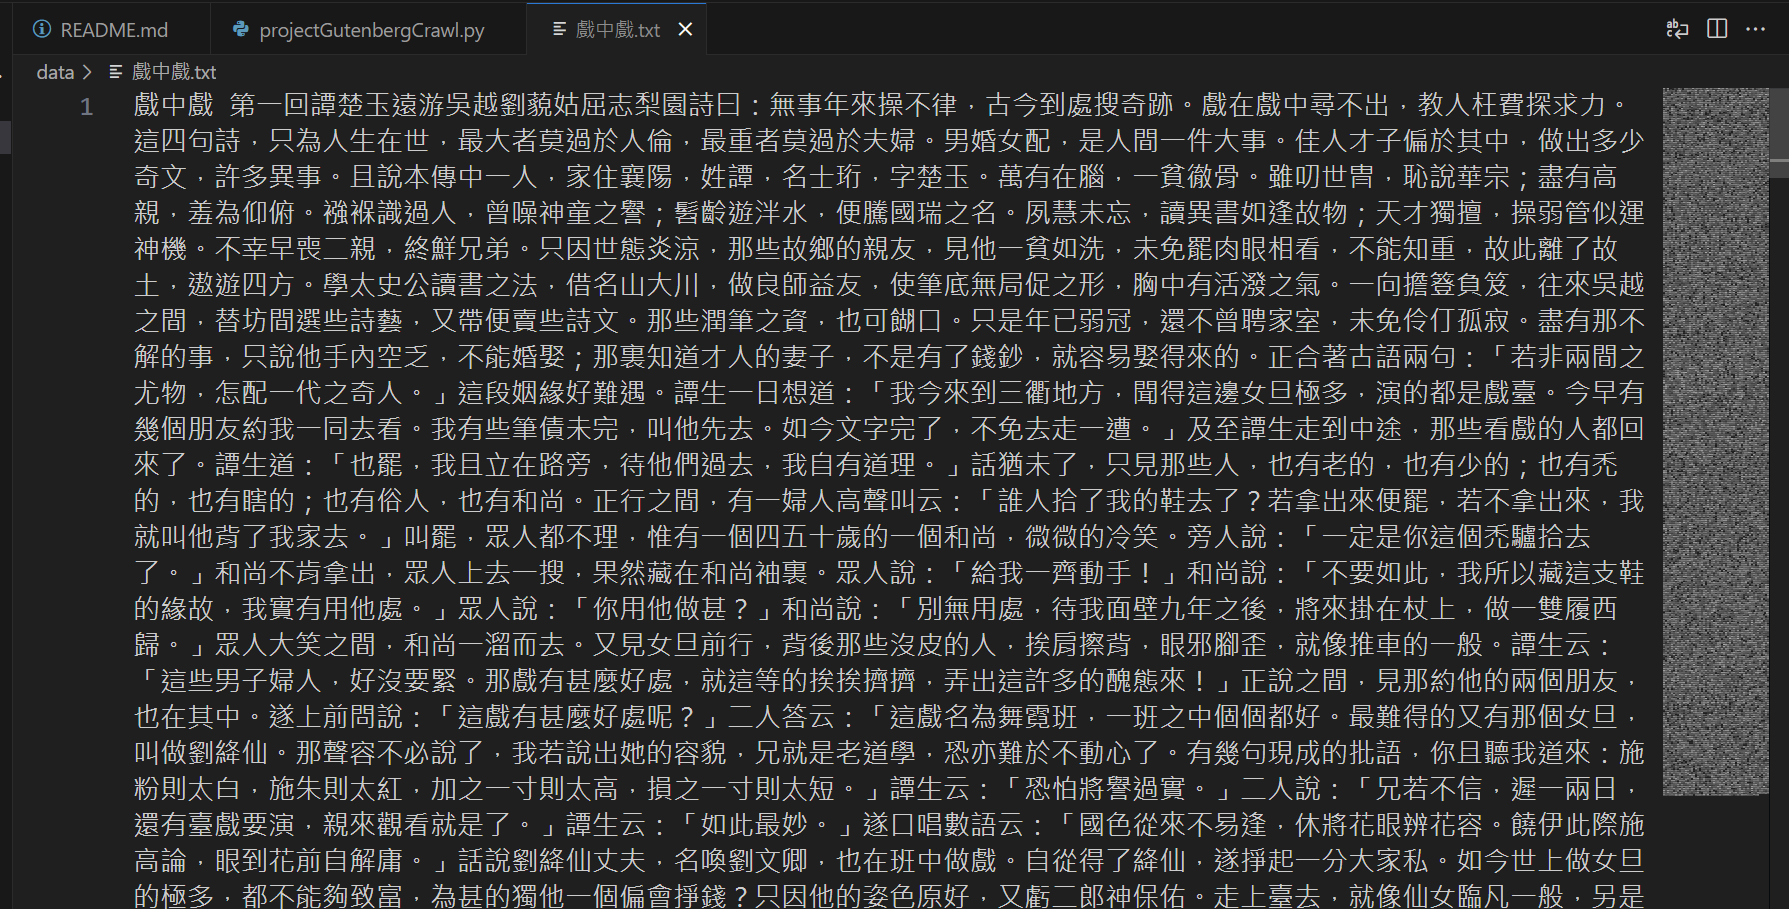 README.md
projectGutenbergCrawl.py
戲中戲.txt
data > 戲中戲.txt
1
戲中戲 第一回譚楚玉遠游吳越劉藐姑屈志梨園詩曰：無事年來操不律，古今到處搜奇跡。戲在戲中尋不出，教人枉費探求力。
這四句詩，只為人生在世，最大者莫過於人倫，最重者莫過於夫婦。男婚女配，是人間一件大事。佳人才子偏於其中，做出多少
奇文，許多異事。且說本傳中一人，家住襄陽，姓譚，名士珩，字楚玉。萬有在腦，一貧徹骨。雖叨世冑，恥說華宗；盡有高
親，羞為仰俯。襁褓識過人，曾噪神童之譽；髫齡遊泮水，便騰國瑞之名。夙慧未忘，讀異書如逢故物；天才獨擅，操弱管似運
神機。不幸早喪二親，終鮮兄弟。只因世態炎涼，那些故鄉的親友，見他一貧如洗，未免罷肉眼相看，不能知重，故此離了故
土，遨遊四方。學太史公讀書之法，借名山大川，做良師益友，使筆底無局促之形，胸中有活潑之氣。一向擔簦負笈，往來吳越
之間，替坊間選些詩藝，又帶便賣些詩文。那些潤筆之資，也可餬口。只是年已弱冠，還不曾聘家室，未免伶仃孤寂。盡有那不
解的事，只說他手內空乏，不能婚娶；那裏知道才人的妻子，不是有了錢鈔，就容易娶得來的。正合著古語兩句：「若非兩間之
尤物，怎配一代之奇人。」這段姻緣好難遇。譚生一日想道：「我今來到三衢地方，聞得這邊女旦極多，演的都是戲臺。今早有
幾個朋友約我一同去看。我有些筆債未完，叫他先去。如今文字完了，不免去走一遭。」及至譚生走到中途，那些看戲的人都回
來了。譚生道：「也罷，我且立在路旁，待他們過去，我自有道理。」話猶未了，只見那些人，也有老的，也有少的；也有禿
的，也有瞎的；也有俗人，也有和尚。正行之間，有一婦人高聲叫云：「誰人拾了我的鞋去了？若拿出來便罷，若不拿出來，我
就叫他背了我家去。」叫罷，眾人都不理，惟有一個四五十歲的一個和尚，微微的冷笑。旁人說：「一定是你這個禿驢拾去
了。」和尚不肯拿出，眾人上去一搜，果然藏在和尚袖裏。眾人說：「給我一齊動手！」和尚說：「不要如此，我所以藏這支鞋
的緣故，我實有用他處。」眾人說：「你用他做甚？」和尚說：「別無用處，待我面壁九年之後，將來掛在杖上，做一雙履西
歸。」眾人大笑之間，和尚一溜而去。又見女旦前行，背後那些沒皮的人，挨肩擦背，眼邪腳歪，就像推車的一般。譚生云：
「這些男子婦人，好沒要緊。那戲有甚麼好處，就這等的挨挨擠擠，弄出這許多的醜態來！」正說之間，見那約他的兩個朋友，
也在其中。遂上前問說：「這戲有甚麼好處呢？」二人答云：「這戲名為舞霓班，一班之中個個都好。最難得的又有那個女旦，
叫做劉絳仙。那聲容不必說了，我若說出她的容貌，兄就是老道學，恐亦難於不動心了。有幾句現成的批語，你且聽我道來：施
粉則太白，施朱則太紅，加之一寸則太高，損之一寸則太短。」譚生云：「恐怕將譽過實。」二人說：「兄若不信，遲一兩日，
還有臺戲要演，親來觀看就是了。」譚生云：「如此最妙。」遂口唱數語云：「國色從來不易逢，休將花眼辨花容。饒伊此際施
高論，眼到花前自解庸。」話說劉絳仙丈夫，名喚劉文卿，也在班中做戲。自從得了絳仙，遂掙起一分大家私。如今世上做女旦
的極多，都不能夠致富，為甚的獨他一個偏會掙錢？只因他的姿色原好，又虧二郎神保佑。走上臺去，就像仙女臨凡一般，另是